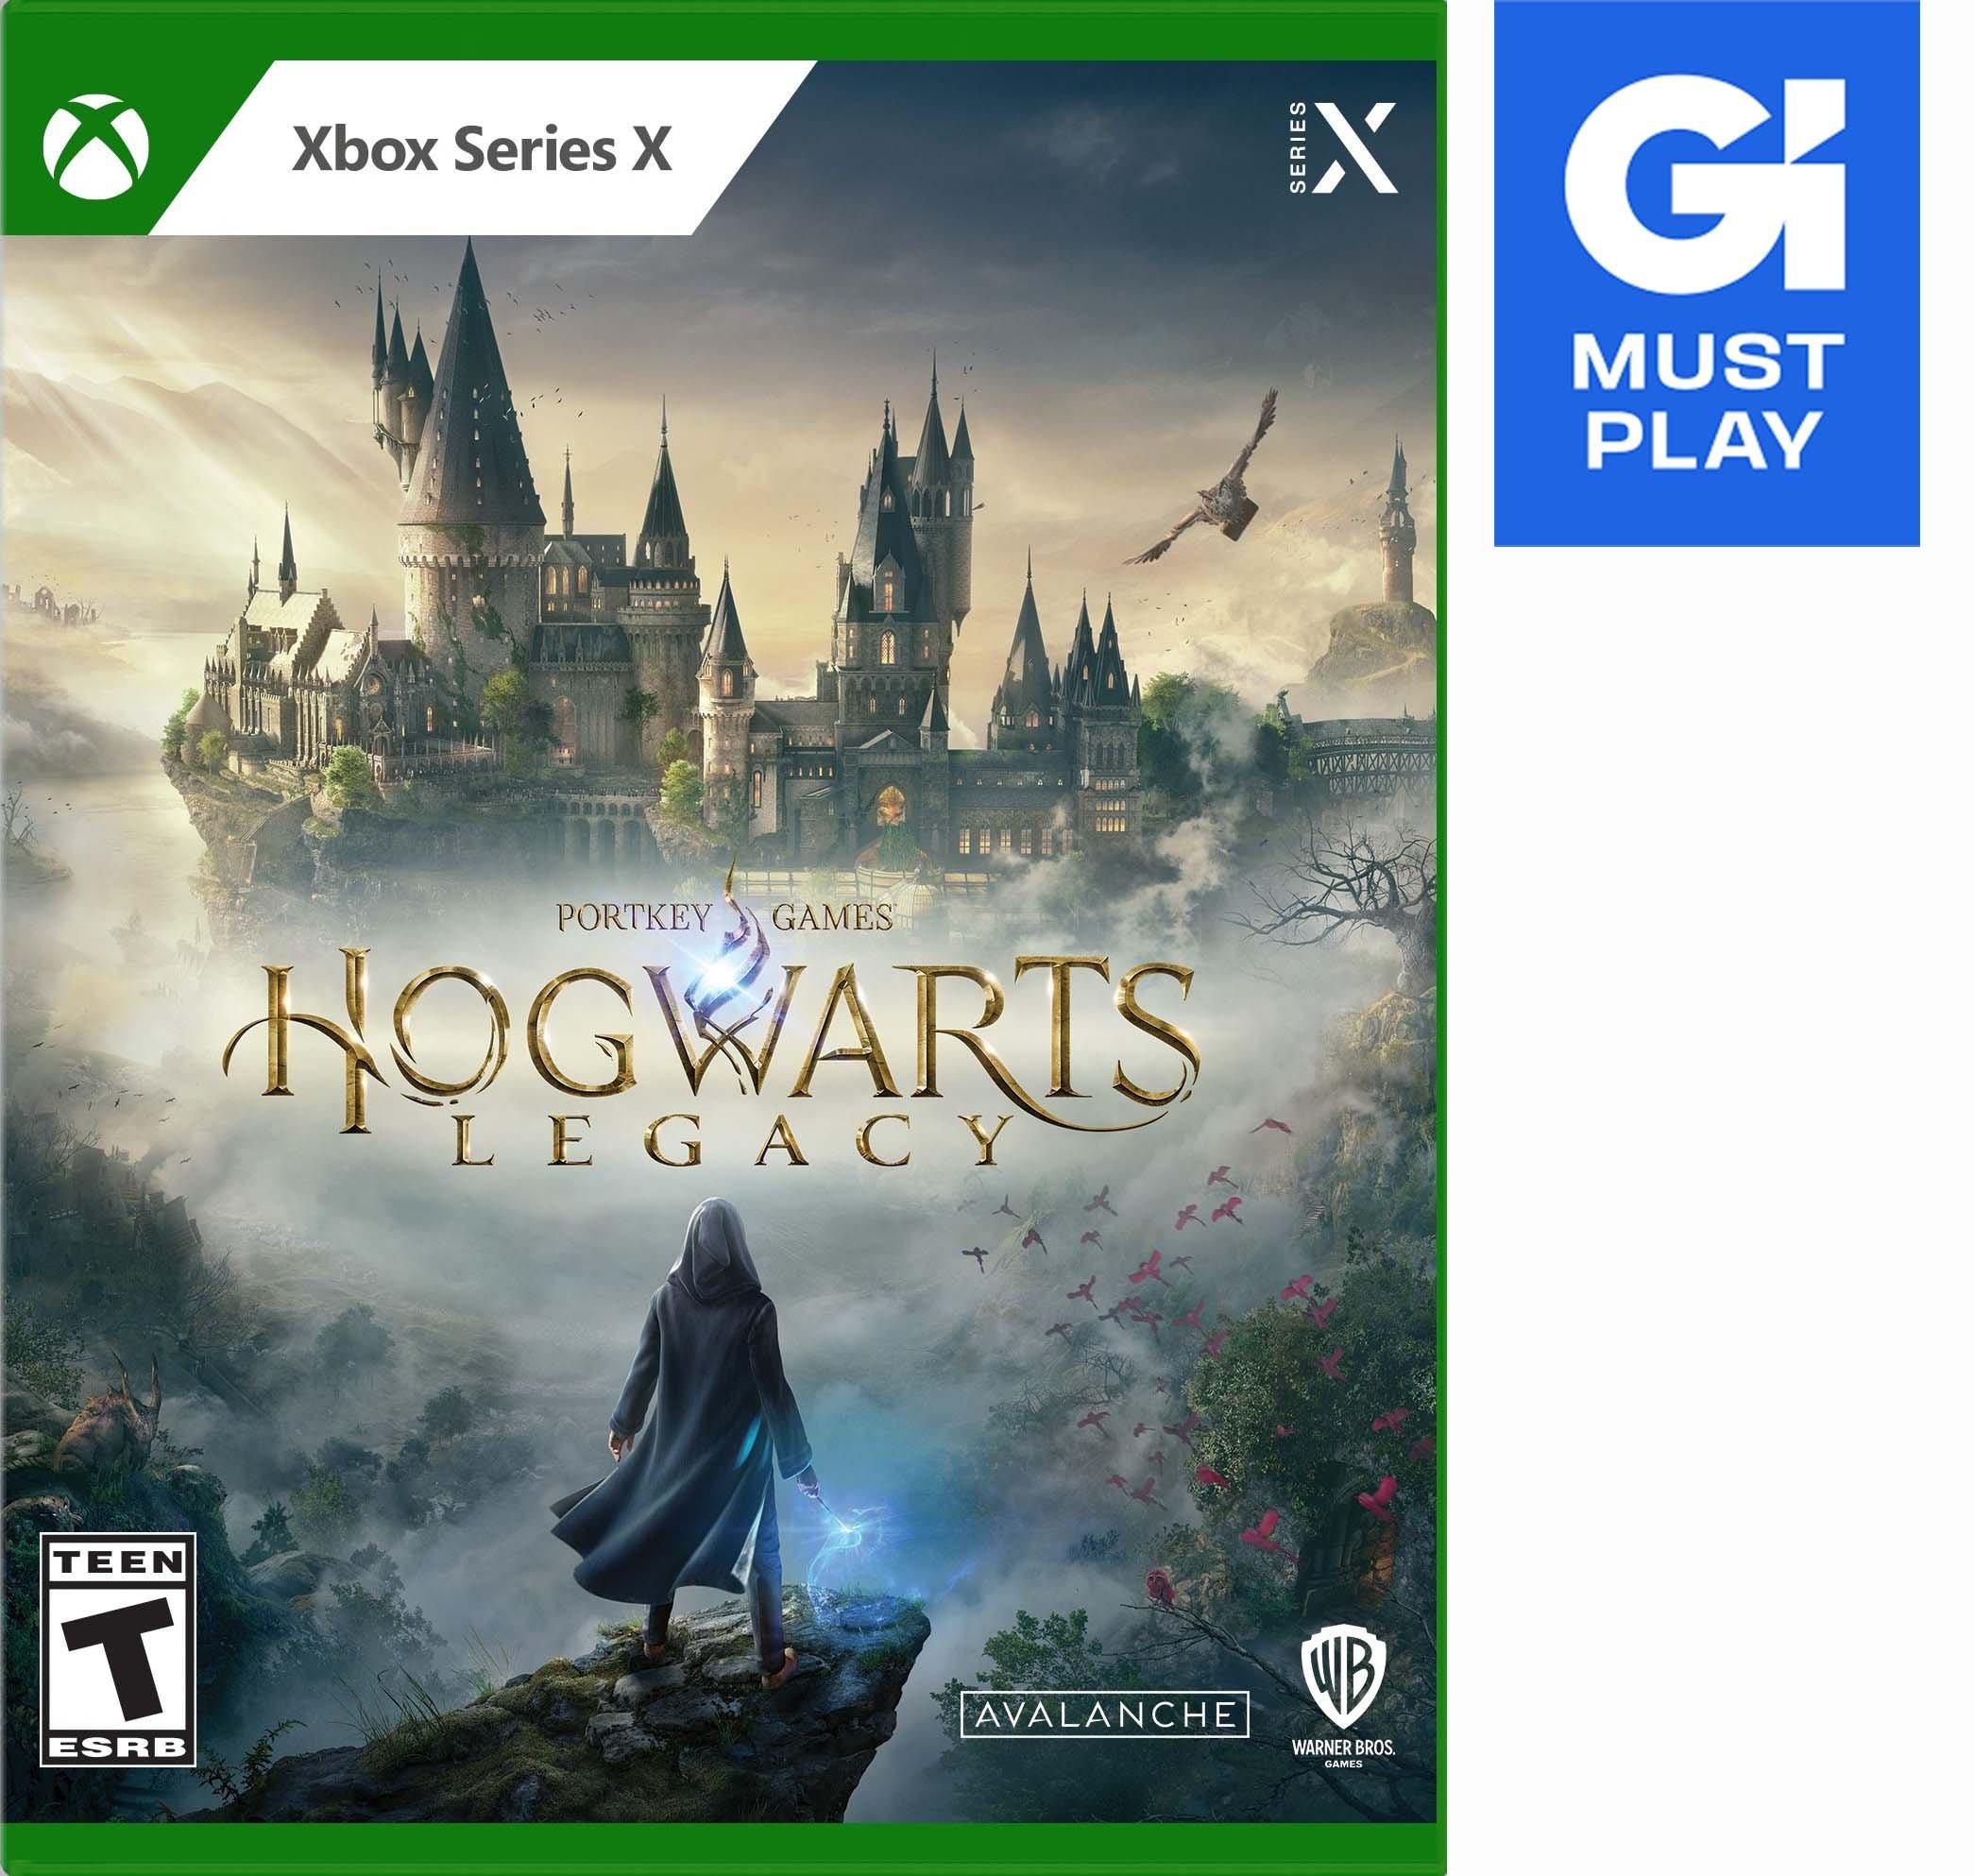 Xbox Series X
SERIES X
GI
MUST
PLAY
PORTKEY GAMES
HOGWARTS
LEGACY
TEEN
T
ESRB
AVALANCHE
WB
WARNER BROS.
GAMES